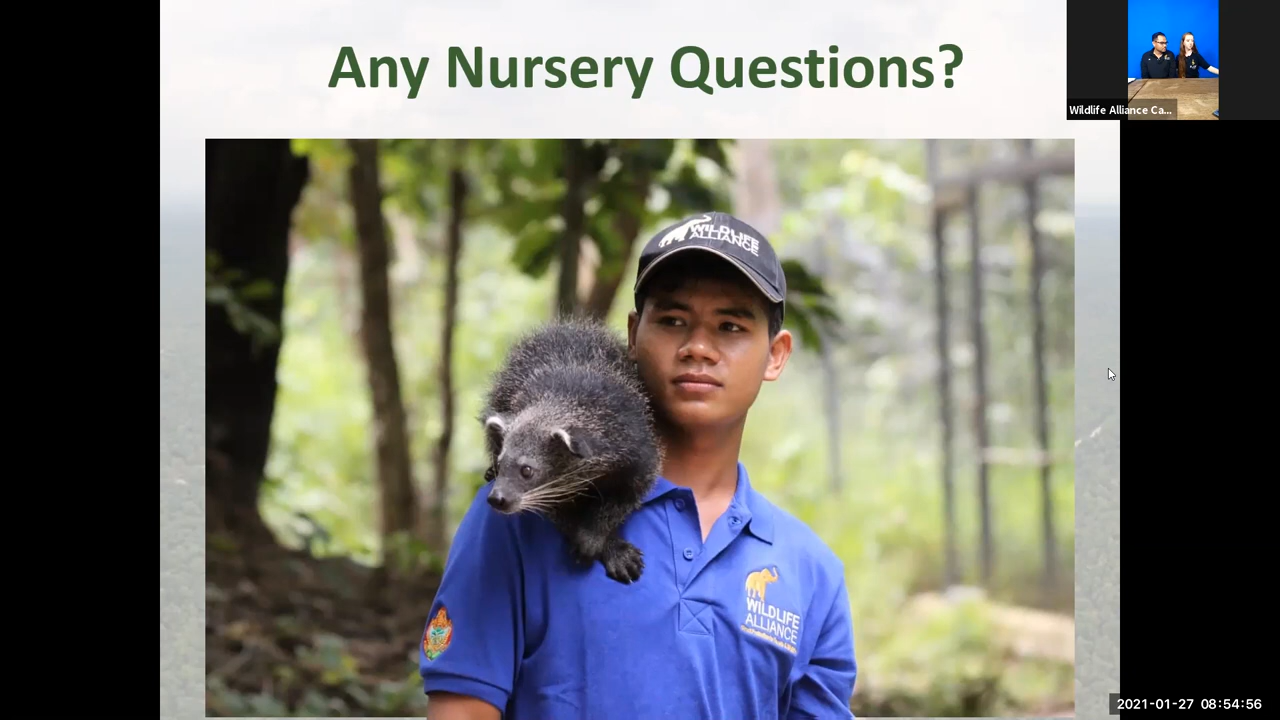 Any Nursery Questions?
Wildlife Alliance Ca...
WILDLIFE
ALLIANCE
WILDLIFE
ALLIANCE
2021-01-27 08:54:56